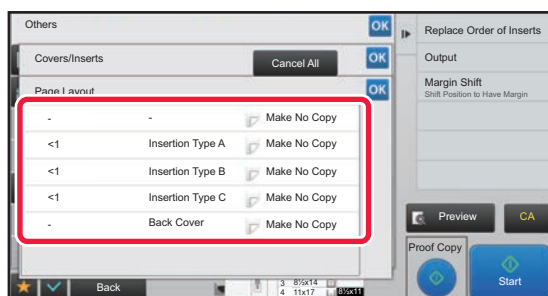 Others
OK
Replace Order of Inserts
Covers/Inserts
Cancel All
OK
Output
Page Layout
OK
Margin Shift
Shift Position to Have Margin
- - Make No Copy
<1 Insertion Type A Make No Copy
<1 Insertion Type B Make No Copy
<1 Insertion Type C Make No Copy
- Back Cover Make No Copy
Preview
CA
Proof Copy
Start
Back
3 8½x14
4 11x17
8½x11